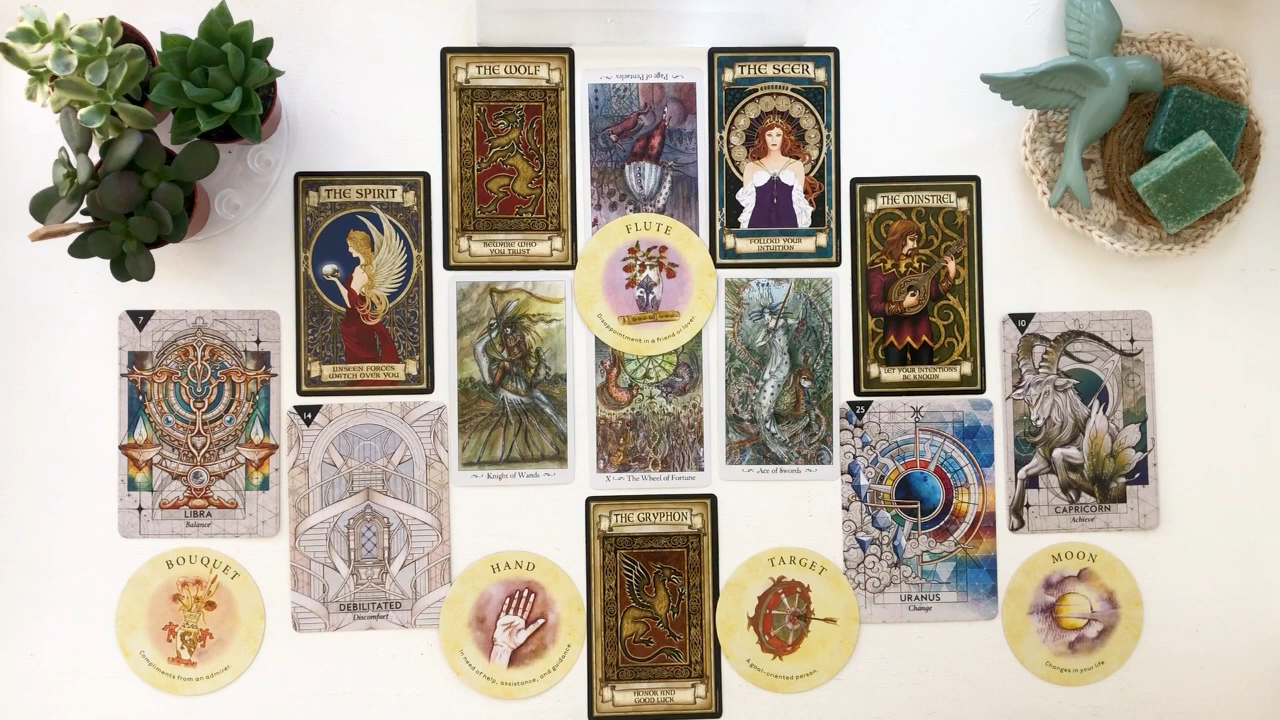 THE WOLF
BEWARE WHO
YOU TRUST
Page of Pentacles
THE SEER
FOLLOW YOUR
INTUITION
THE SPIRIT
UNSEEN FORCES
WATCH OVER YOU
THE MINSTREL
LET YOUR INTENTIONS
BE KNOWN
FLUTE
Disappointment in a friend or lover.
Knight of Wands
X The Wheel of Fortune
Ace of Swords
7
LIBRA
Balance
14
DEBILITATED
Discomfort
25
URANUS
Change
10
CAPRICORN
Achieve
THE GRYPHON
HONOR AND
GOOD LUCK
BOUQUET
Compliments from an admirer.
HAND
In need of help, assistance, and guidance.
TARGET
A goal-oriented person.
MOON
Changes in your life.